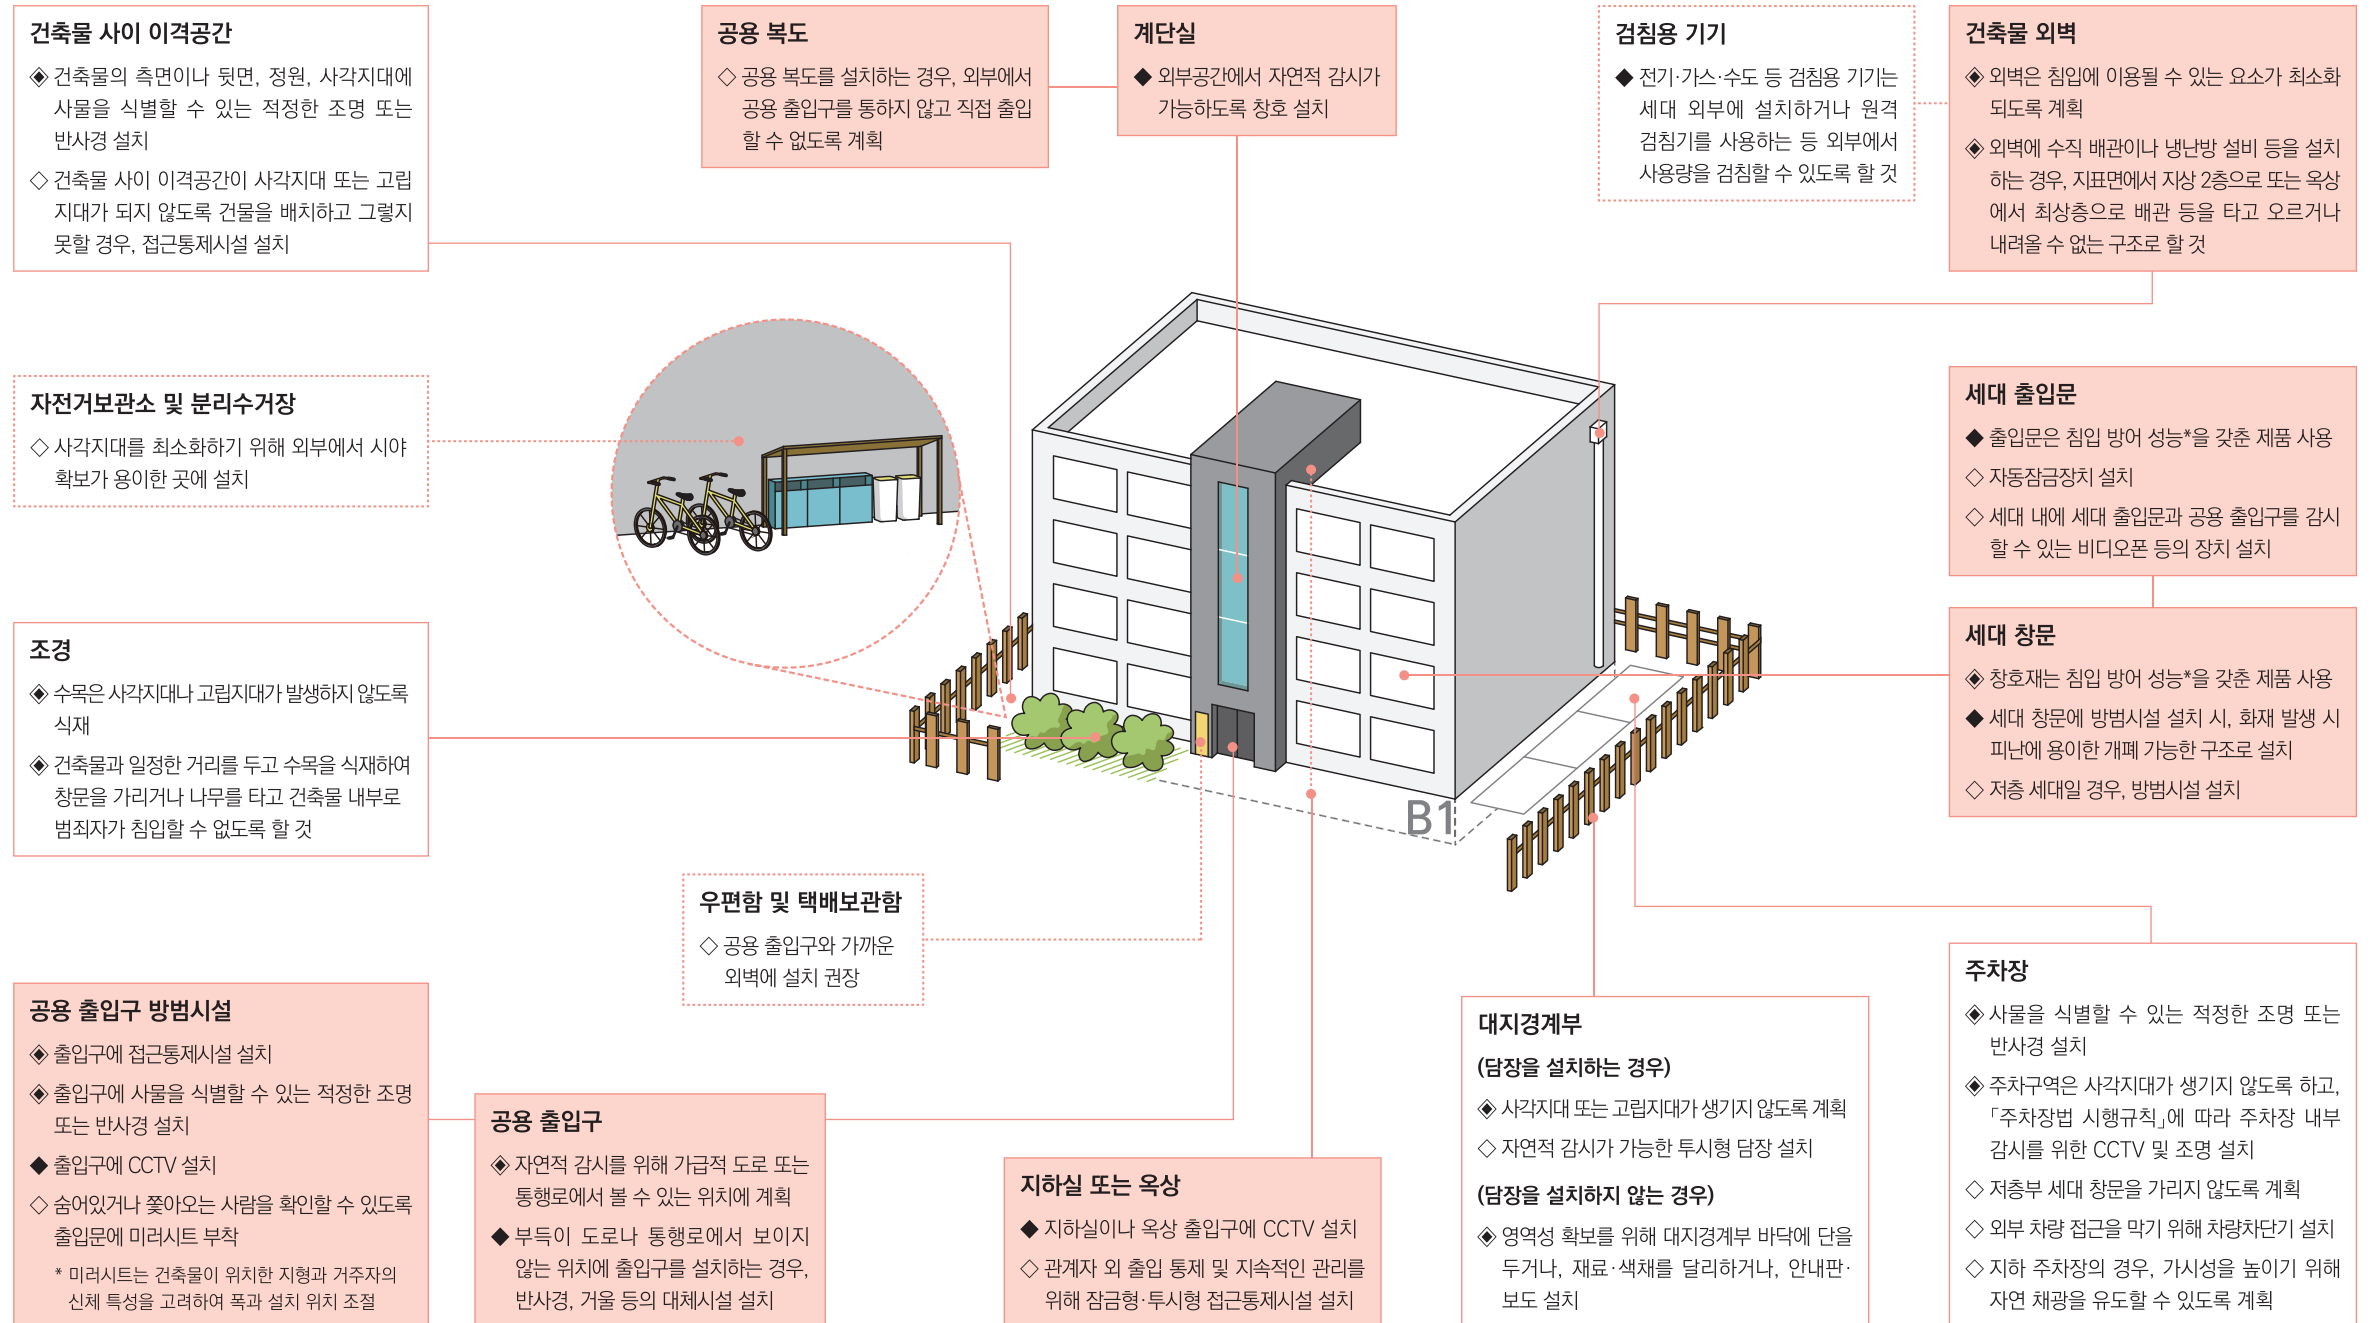 건축물 사이 이격공간
◈ 건축물의 측면이나 뒷면, 정원, 사각지대에
사물을 식별할 수 있는 적정한 조명 또는
반사경 설치
◇ 건축물 사이 이격공간이 사각지대 또는 고립
지대가 되지 않도록 건물을 배치하고 그렇지
못할 경우, 접근통제시설 설치
공용 복도
◇ 공용 복도를 설치하는 경우, 외부에서
공용 출입구를 통하지 않고 직접 출입
할 수 없도록 계획
계단실
◆ 외부공간에서 자연적 감시가
가능하도록 창호 설치
검침용 기기
◆ 전기·가스·수도 등 검침용 기기는
세대 외부에 설치하거나 원격
검침기를 사용하는 등 외부에서
사용량을 검침할 수 있도록 할 것
건축물 외벽
◈ 외벽은 침입에 이용될 수 있는 요소가 최소화
되도록 계획
◈ 외벽에 수직 배관이나 냉난방 설비 등을 설치
하는 경우, 지표면에서 지상 2층으로 또는 옥상
에서 최상층으로 배관 등을 타고 오르거나
내려올 수 없는 구조로 할 것
자전거보관소 및 분리수거장
◇ 사각지대를 최소화하기 위해 외부에서 시야
확보가 용이한 곳에 설치
세대 출입문
◆ 출입문은 침입 방어 성능*을 갖춘 제품 사용
◇ 자동잠금장치 설치
◇ 세대 내에 세대 출입문과 공용 출입구를 감시
할 수 있는 비디오폰 등의 장치 설치
조경
◈ 수목은 사각지대나 고립지대가 발생하지 않도록
식재
◈ 건축물과 일정한 거리를 두고 수목을 식재하여
창문을 가리거나 나무를 타고 건축물 내부로
범죄자가 침입할 수 없도록 할 것
세대 창문
◈ 창호재는 침입 방어 성능*을 갖춘 제품 사용
◆ 세대 창문에 방범시설 설치 시, 화재 발생 시
피난에 용이한 개폐 가능한 구조로 설치
◇ 저층 세대일 경우, 방범시설 설치
B1
우편함 및 택배보관함
◇ 공용 출입구와 가까운
외벽에 설치 권장
공용 출입구 방범시설
◈ 출입구에 접근통제시설 설치
◈ 출입구에 사물을 식별할 수 있는 적정한 조명
또는 반사경 설치
◆ 출입구에 CCTV 설치
◇ 숨어있거나 쫓아오는 사람을 확인할 수 있도록
출입문에 미러시트 부착
* 미러시트는 건축물이 위치한 지형과 거주자의
신체 특성을 고려하여 폭과 설치 위치 조절
공용 출입구
◈ 자연적 감시를 위해 가급적 도로 또는
통행로에서 볼 수 있는 위치에 계획
◆ 부득이 도로나 통행로에서 보이지
않는 위치에 출입구를 설치하는 경우,
반사경, 거울 등의 대체시설 설치
지하실 또는 옥상
◆ 지하실이나 옥상 출입구에 CCTV 설치
◇ 관계자 외 출입 통제 및 지속적인 관리를
위해 잠금형·투시형 접근통제시설 설치
대지경계부
(담장을 설치하는 경우)
◈ 사각지대 또는 고립지대가 생기지 않도록 계획
◇ 자연적 감시가 가능한 투시형 담장 설치
(담장을 설치하지 않는 경우)
◈ 영역성 확보를 위해 대지경계부 바닥에 단을
두거나, 재료·색채를 달리하거나, 안내판·
보도 설치
주차장
◈ 사물을 식별할 수 있는 적정한 조명 또는
반사경 설치
◈ 주차구역은 사각지대가 생기지 않도록 하고,
「주차장법 시행규칙」에 따라 주차장 내부
감시를 위한 CCTV 및 조명 설치
◇ 저층부 세대 창문을 가리지 않도록 계획
◇ 외부 차량 접근을 막기 위해 차량차단기 설치
◇ 지하 주차장의 경우, 가시성을 높이기 위해
자연 채광을 유도할 수 있도록 계획